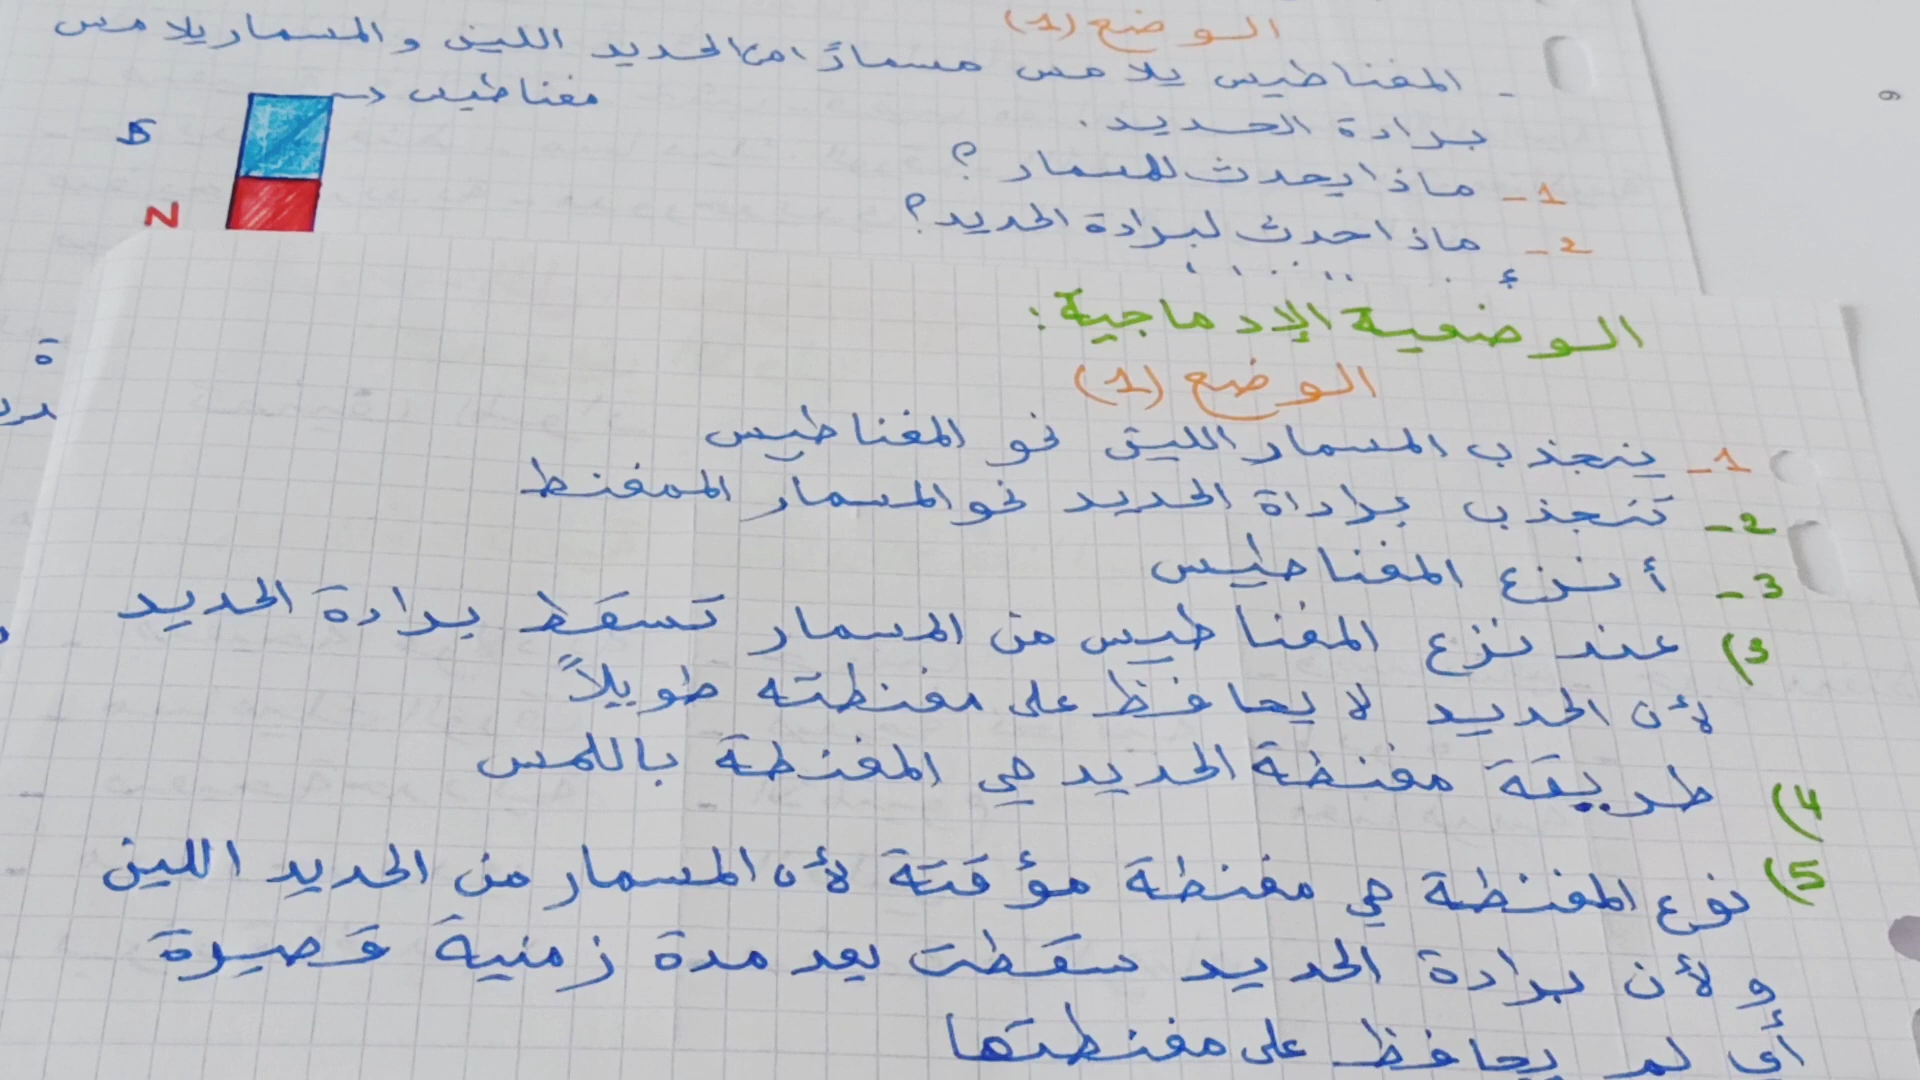 الوضع (1)
- المغناطيس يلامس مسمارًا من الحديد اللين والمسمار يلامس
مغناطيس
برادة الحديد.
S
1- ماذا يحدث للمسمار ؟
N
2- ماذا حدث لبرادة الحديد؟
الوضعية الإدماجية :
الوضع (1)
1- ينجذب المسمار اللين نحو المغناطيس
2- تنجذب براداة الحديد نحو المسمار الممغنط
3- أنزع المغناطيس
3) عند نزع المغناطيس من المسمار تسقط برادة الحديد
لأن الحديد لا يحافظ على مغنطته طويلاً
4) طريقة مغنطة الحديد هي المغنطة باللمس
5) نوع المغنطة هي مغنطة مؤقتة لأن المسمار من الحديد اللين
و لأن برادة الحديد سقطت بعد مدة زمنية قصيرة
أي لم يحافظ على مغنطتها